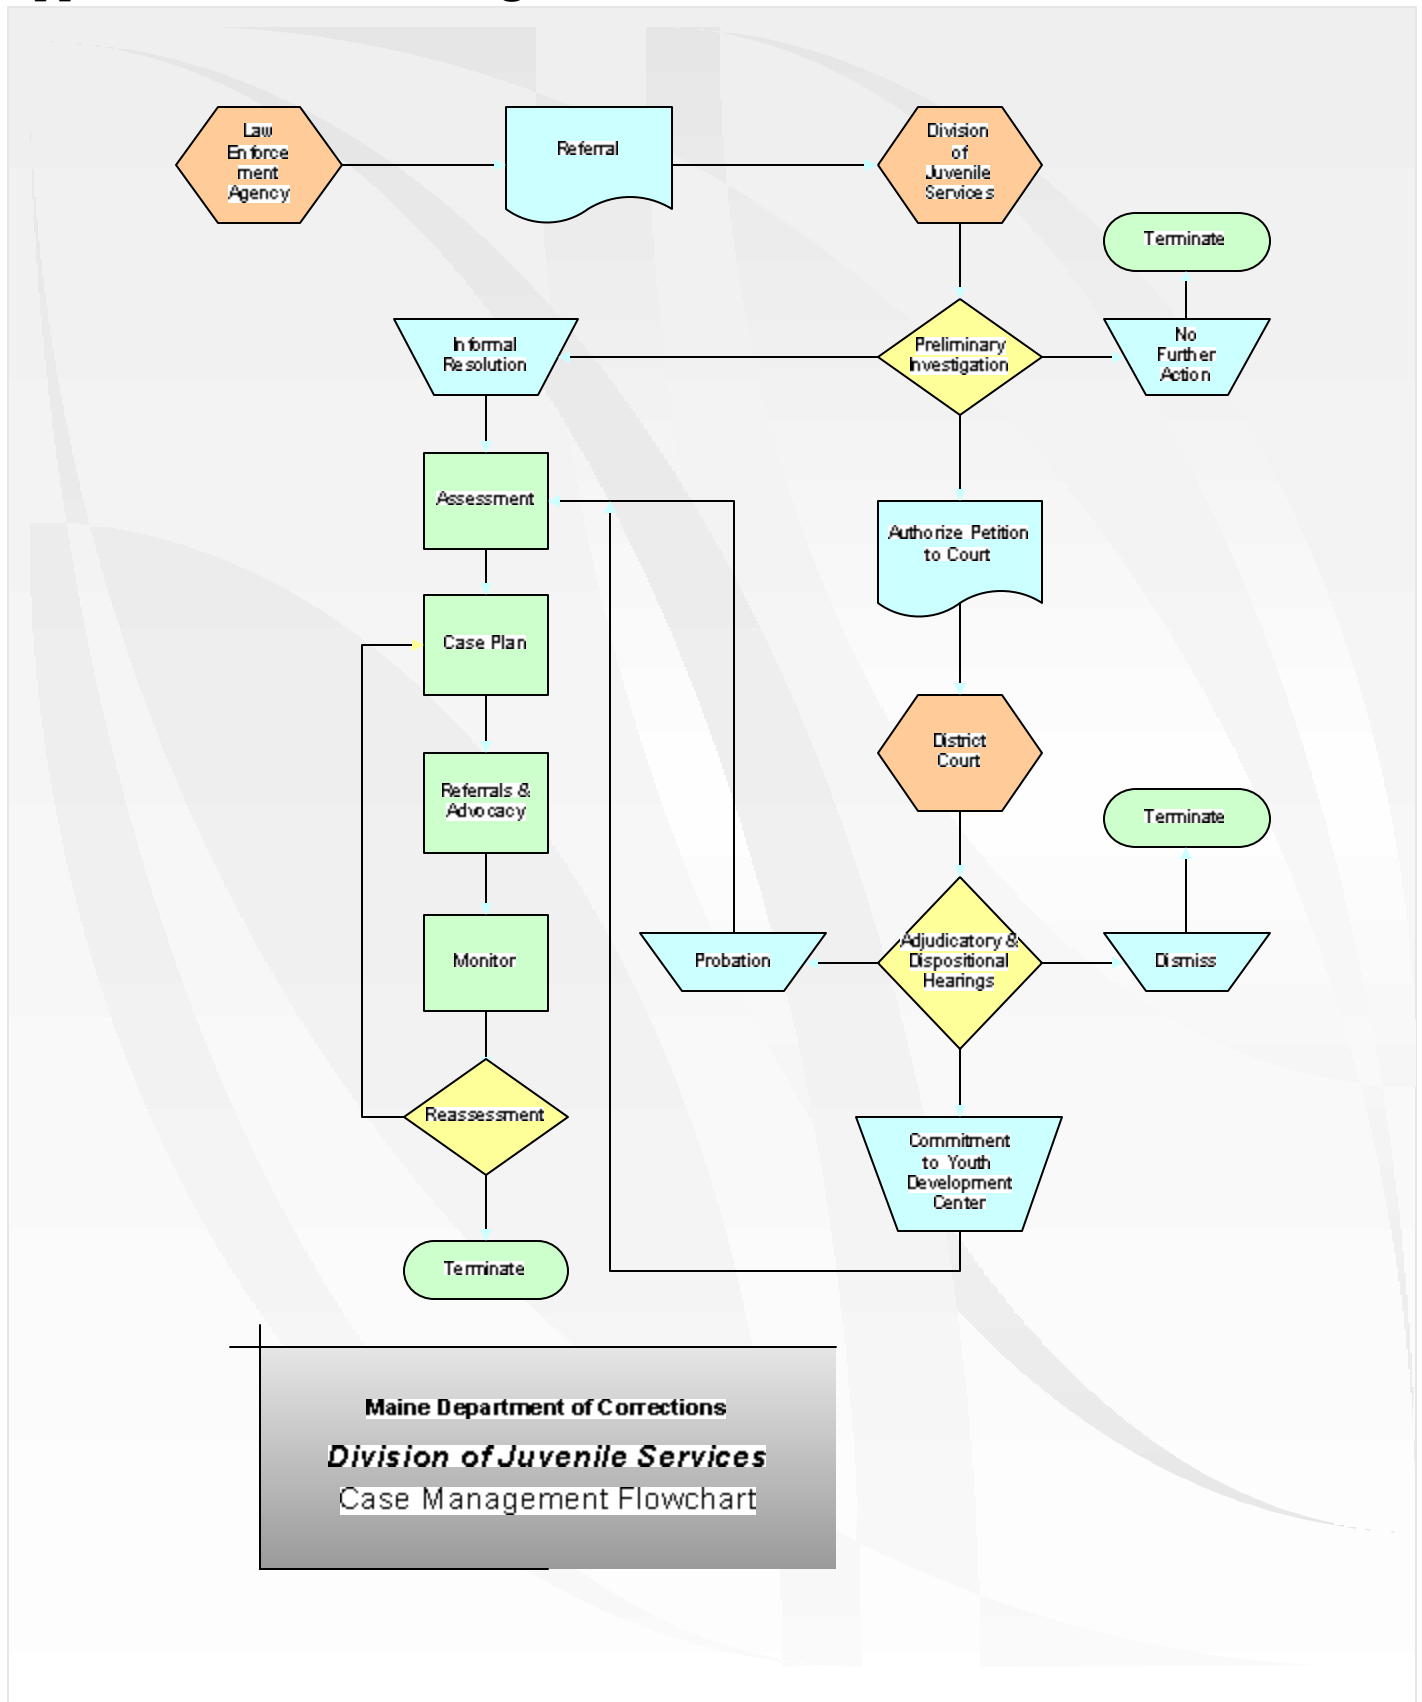 Law
Enforce
ment
Agency
Referral
Division
of
Juvenile
Services
Terminate
Informal
Resolution
Preliminary
Investigation
No
Further
Action
Assessment
Authorize Petition
to Court
Case Plan
District
Court
Referrals &
Advocacy
Terminate
Monitor
Probation
Adjudicatory &
Dispositional
Hearings
Dismiss
Reassessment
Commitment
to Youth
Development
Center
Terminate
Maine Department of Corrections
Division of Juvenile Services
Case Management Flowchart